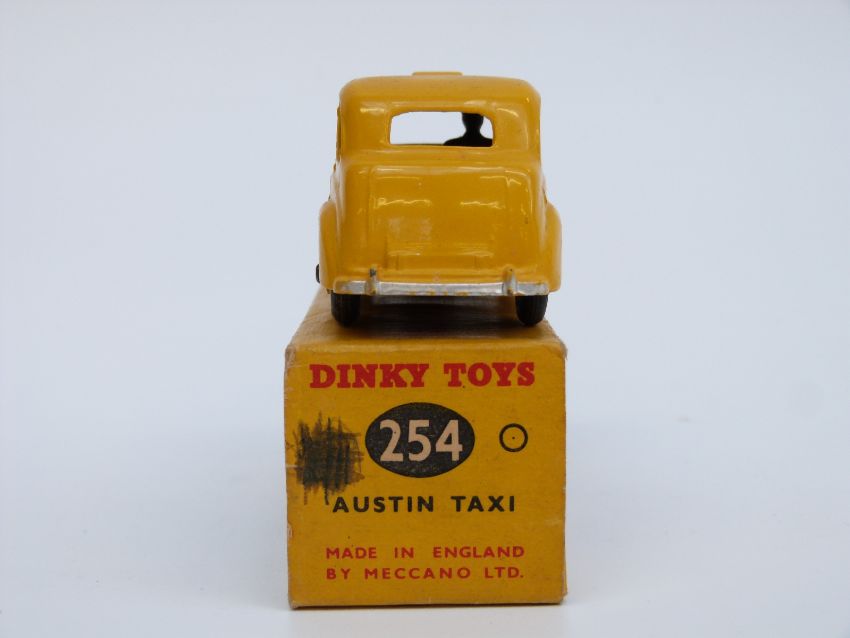 DINKY TOYS
254
AUSTIN TAXI
MADE IN ENGLAND
BY MECCANO LTD.